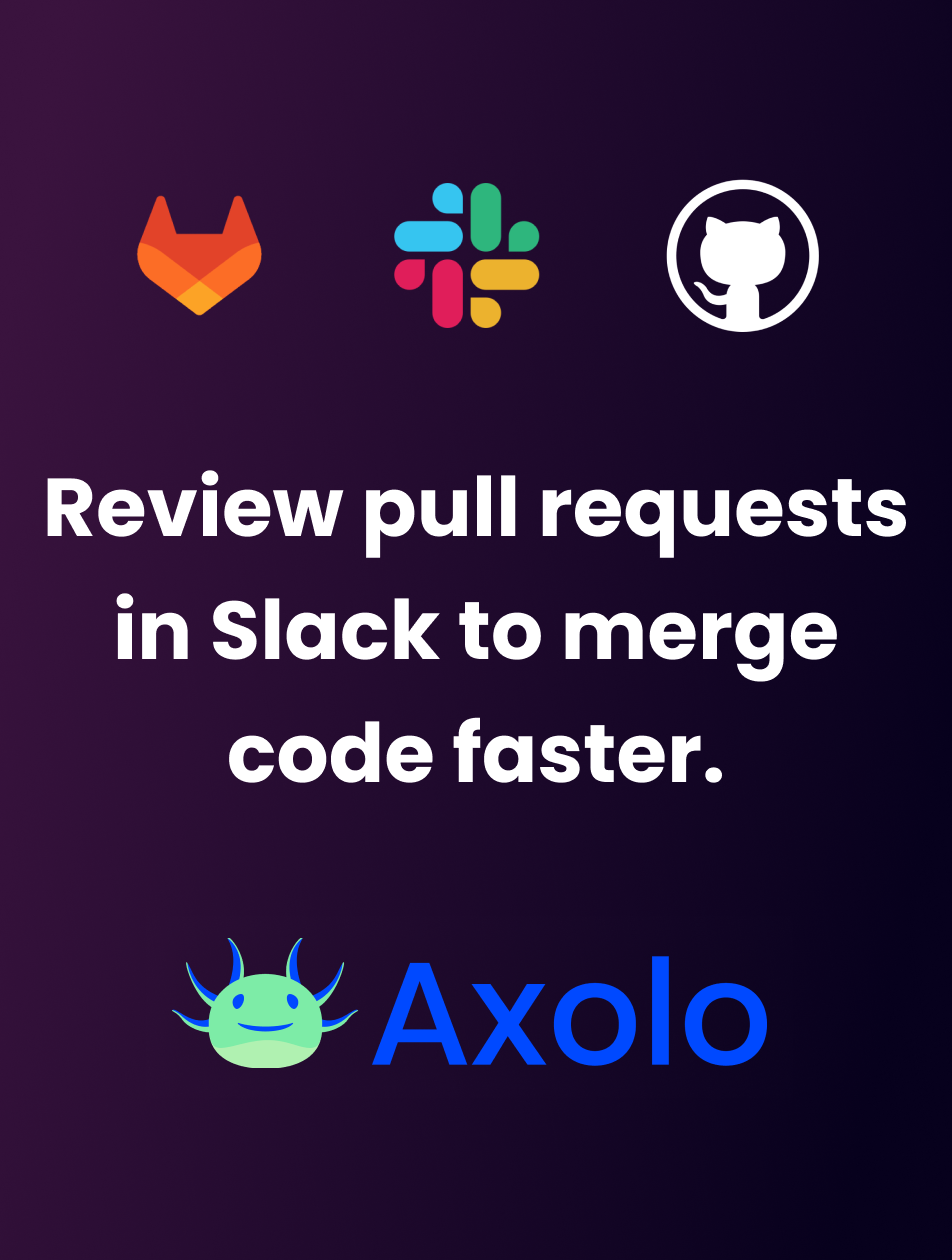 Review pull requests
in Slack to merge
code faster.
Axolo